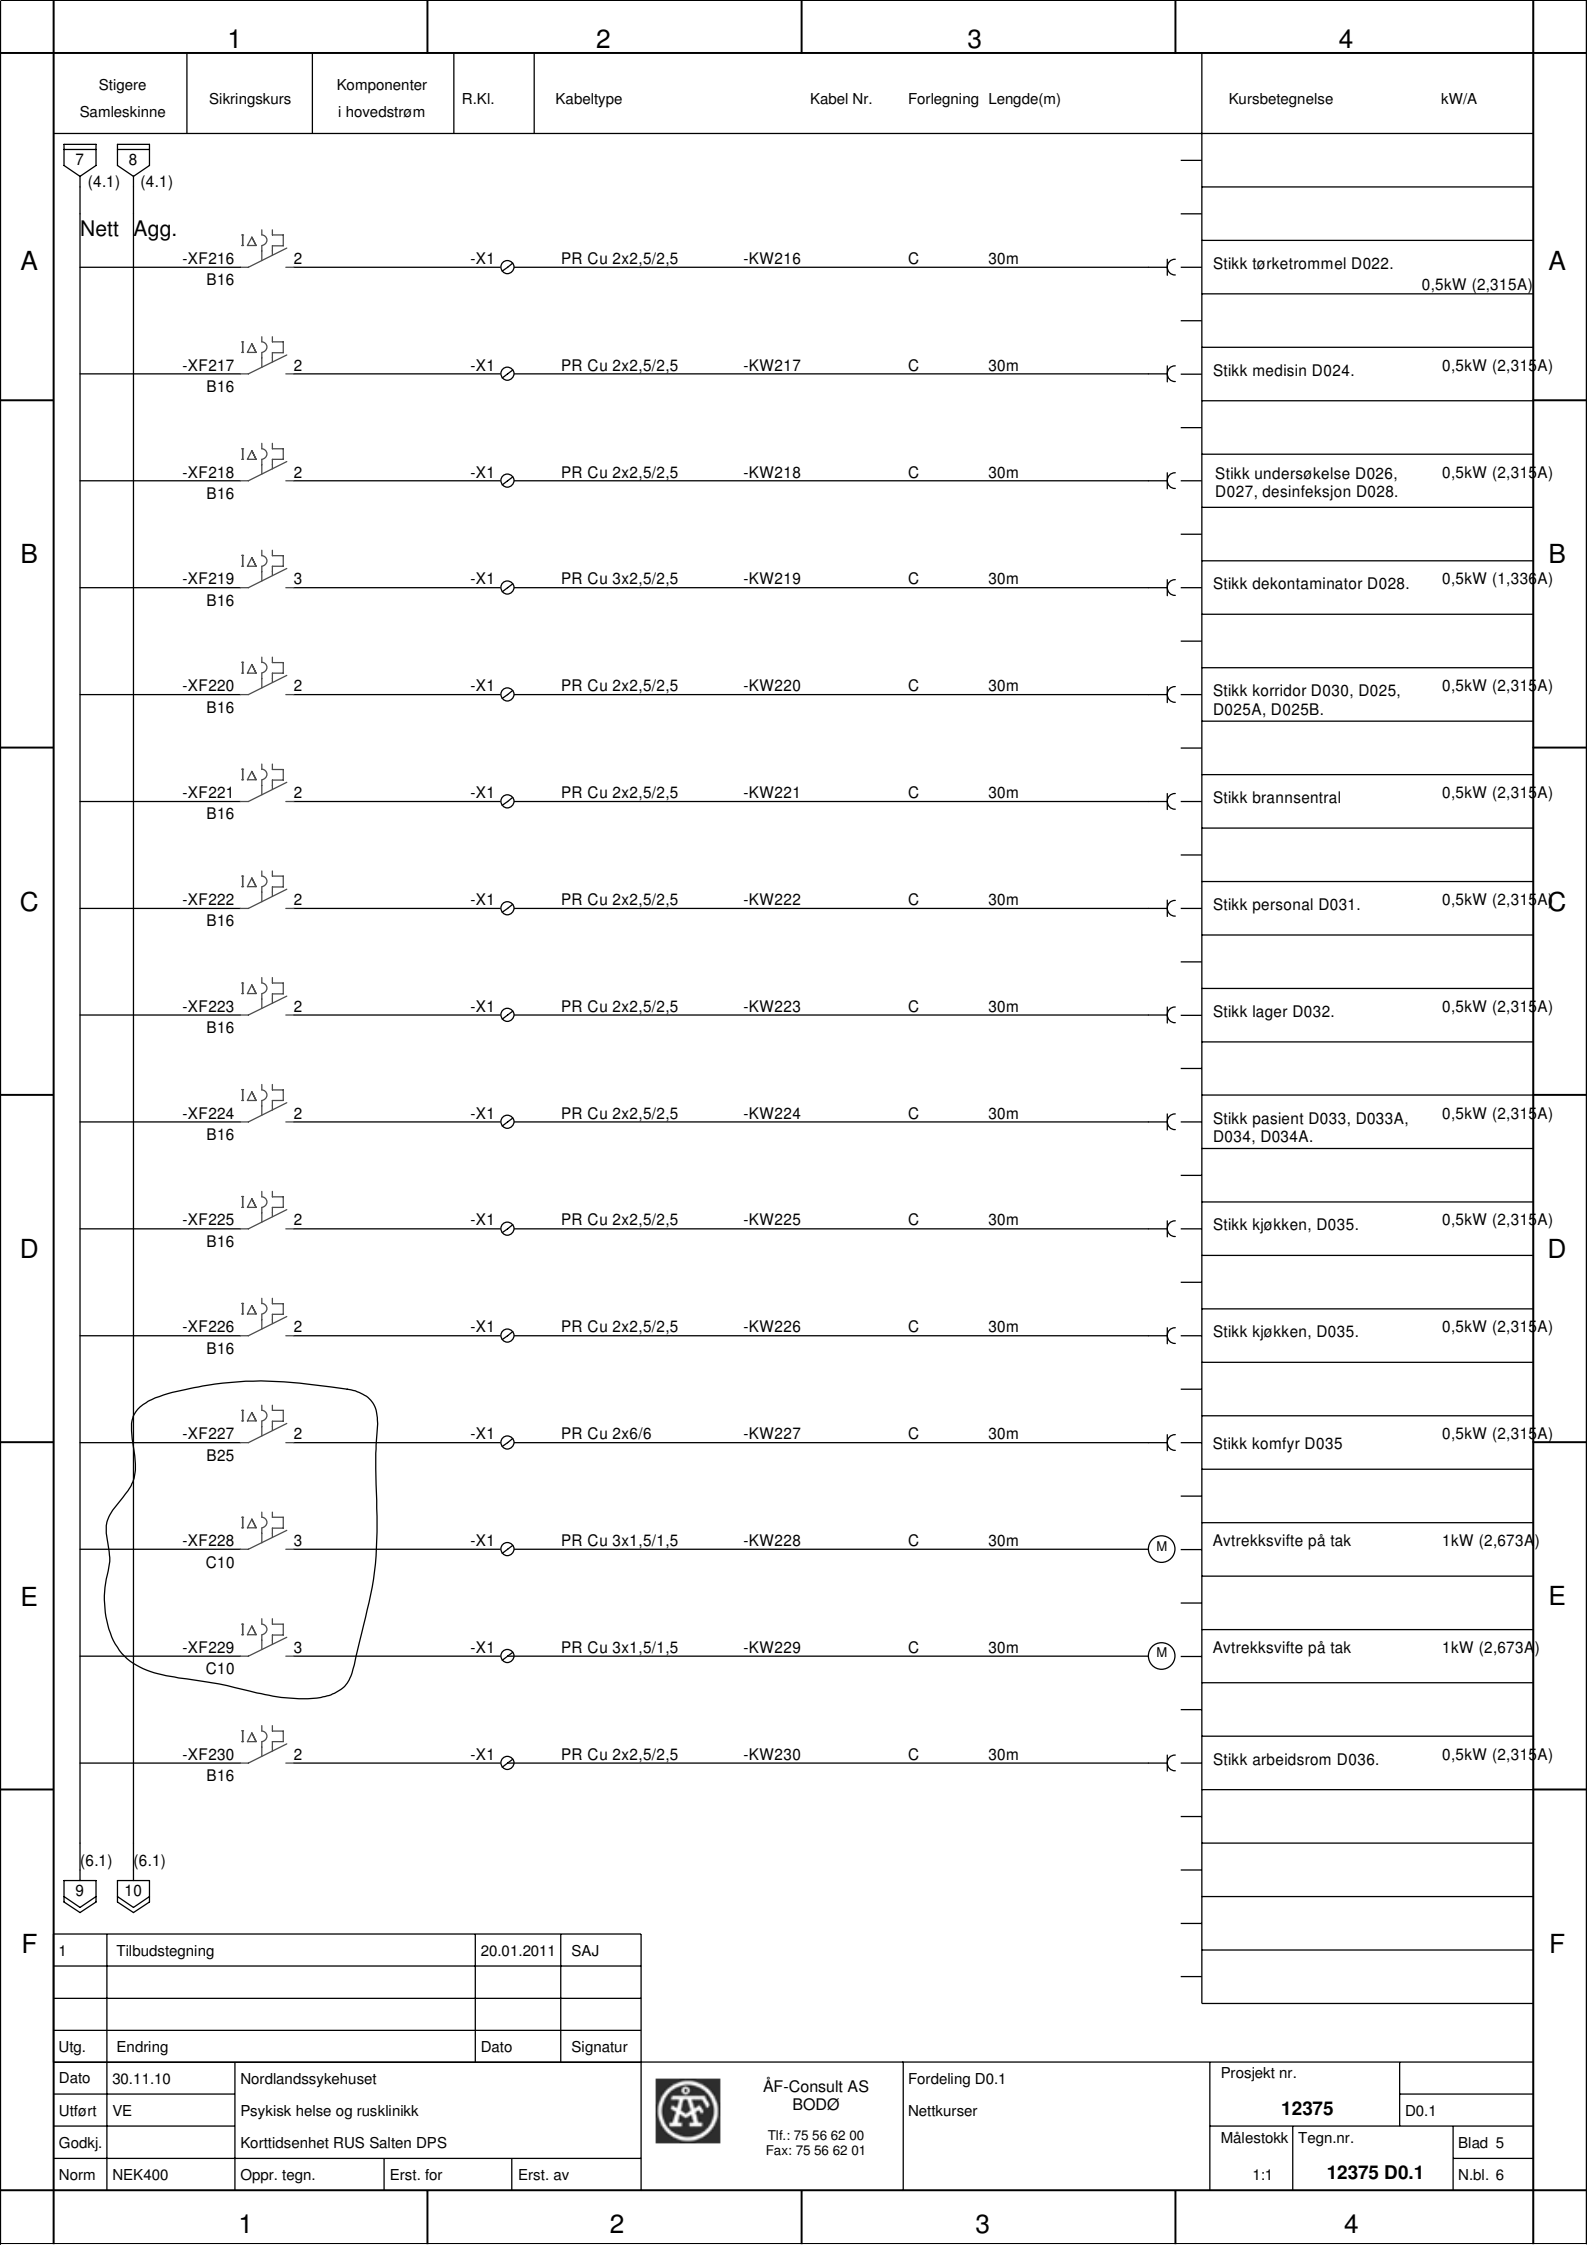 1 2 3 4
Stigere Samleskinne Sikringskurs Komponenter i hovedstrøm R.Kl. Kabeltype Kabel Nr. Forlegning Lengde(m) Kursbetegnelse kW/A
7 8
(4.1) (4.1)
Nett Agg.
A A
-XF216 2 -X1 PR Cu 2x2,5/2,5 -KW216 C 30m Stikk tørketrommel D022.
B16 0,5kW (2,315A)
-XF217 2 -X1 PR Cu 2x2,5/2,5 -KW217 C 30m Stikk medisin D024. 0,5kW (2,315A)
B16
-XF218 2 -X1 PR Cu 2x2,5/2,5 -KW218 C 30m Stikk undersøkelse D026, 0,5kW (2,315A)
B16 D027, desinfeksjon D028.
B B
-XF219 3 -X1 PR Cu 3x2,5/2,5 -KW219 C 30m Stikk dekontaminator D028. 0,5kW (1,336A)
B16
-XF220 2 -X1 PR Cu 2x2,5/2,5 -KW220 C 30m Stikk korridor D030, D025, 0,5kW (2,315A)
B16 D025A, D025B.
-XF221 2 -X1 PR Cu 2x2,5/2,5 -KW221 C 30m Stikk brannsentral 0,5kW (2,315A)
B16
C C
-XF222 2 -X1 PR Cu 2x2,5/2,5 -KW222 C 30m Stikk personal D031. 0,5kW (2,315A)
B16
-XF223 2 -X1 PR Cu 2x2,5/2,5 -KW223 C 30m Stikk lager D032. 0,5kW (2,315A)
B16
-XF224 2 -X1 PR Cu 2x2,5/2,5 -KW224 C 30m Stikk pasient D033, D033A, 0,5kW (2,315A)
B16 D034, D034A.
-XF225 2 -X1 PR Cu 2x2,5/2,5 -KW225 C 30m Stikk kjøkken, D035. 0,5kW (2,315A)
B16
D D
-XF226 2 -X1 PR Cu 2x2,5/2,5 -KW226 C 30m Stikk kjøkken, D035. 0,5kW (2,315A)
B16
-XF227 2 -X1 PR Cu 2x6/6 -KW227 C 30m Stikk komfyr D035 0,5kW (2,315A)
B25
-XF228 3 -X1 PR Cu 3x1,5/1,5 -KW228 C 30m M Avtrekksvifte på tak 1kW (2,673A)
C10
E E
-XF229 3 -X1 PR Cu 3x1,5/1,5 -KW229 C 30m M Avtrekksvifte på tak 1kW (2,673A)
C10
-XF230 2 -X1 PR Cu 2x2,5/2,5 -KW230 C 30m Stikk arbeidsrom D036. 0,5kW (2,315A)
B16
(6.1) (6.1)
9 10
F F
1 Tilbudstegning 20.01.2011 SAJ
Utg. Endring Dato Signatur
Dato 30.11.10 Nordlandssykehuset
Utført VE Psykisk helse og rusklinikk
Godkj. Korttidsenhet RUS Salten DPS
Norm NEK400 Oppr. tegn. Erst. for Erst. av
ÅF
ÅF-Consult AS
BODØ
Tlf.: 75 56 62 00
Fax: 75 56 62 01
Fordeling D0.1
Nettkurser
Prosjekt nr.
12375 D0.1
Målestokk Tegn.nr. Blad 5
1:1 12375 D0.1 N.bl. 6
1 2 3 4